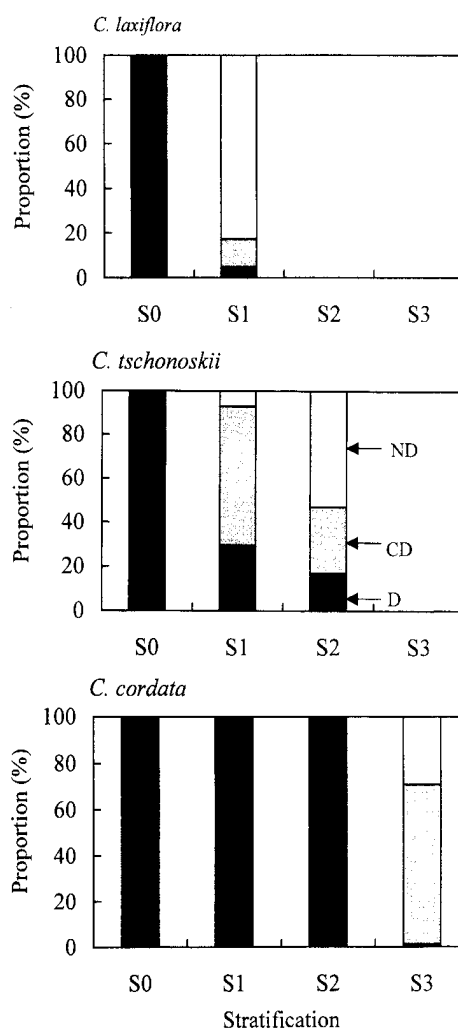 C. laxiflora
100
80
60
40
20
0
Proportion (%)
S0 S1 S2 S3
C. tschonoskii
100
80
60
40
20
0
Proportion (%)
ND
CD
D
S0 S1 S2 S3
C. cordata
100
80
60
40
20
0
Proportion (%)
S0 S1 S2 S3
Stratification